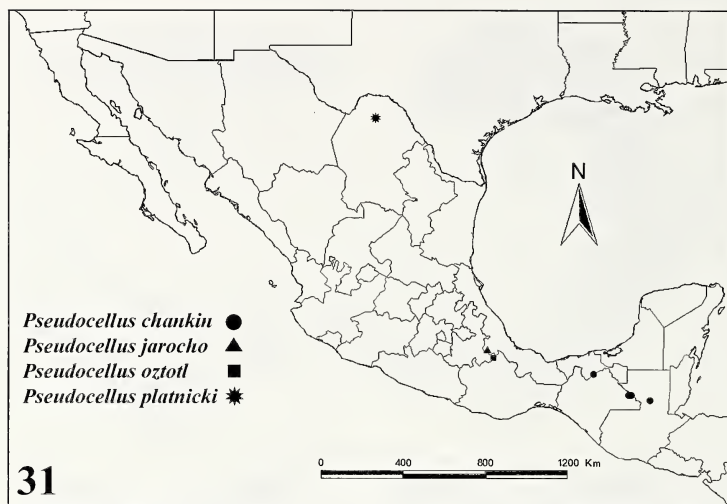 N
Pseudocellus chankin
Pseudocellus jarocho
Pseudocellus oztotl
Pseudocellus platnicki
0 400 800 1200 Km
31